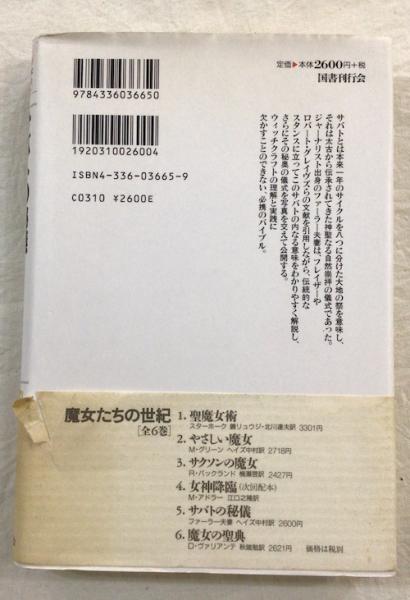 定価▶本体2600円+税
国書刊行会
9784336036650
1920310026004
ISBN4-336-03665-9
C0310 ¥2600E
サバトとは本来一年のサイクルを八つに分けた大地の祭を意味し、
それは太古から伝承されてきた神聖なる自然崇拝の儀式であった。
ジャーナリスト出身のファーラー夫妻は、フレイザーや
ロバート・グレイヴズらの文献を引用しながら、伝統的な
スタンスに立ってこのサバトの内なる意味をわかりやすく解説し、
さらにその秘奥の儀式を写真を交えて公開する。
ウィッチクラフトの理解と実践に
欠かすことのできない、必携のバイブル。
魔女たちの世紀
[全6巻]
1. 聖魔女術
スターホーク 鏡リュウジ・北川達夫訳 3301円
2. やさしい魔女
M・グリーン ヘイズ中村訳 2718円
3. サクソンの魔女
R・バックランド 楠瀬啓訳 2427円
4. 女神降臨(次回配本)
M・アドラー 江口之隆訳
5. サバトの秘儀
ファーラー夫妻 ヘイズ中村訳 2600円
6. 魔女の聖典
D・ヴァリアンテ 秋端勉訳 2621円
価格は税別